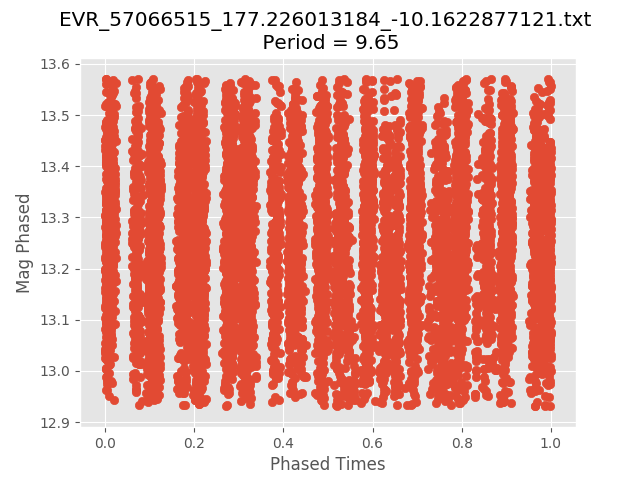 EVR_57066515_177.226013184_-10.1622877121.txt
Period = 9.65
13.6
13.5
13.4
13.3
13.2
13.1
13.0
12.9
Mag Phased
0.0 0.2 0.4 0.6 0.8 1.0
Phased Times